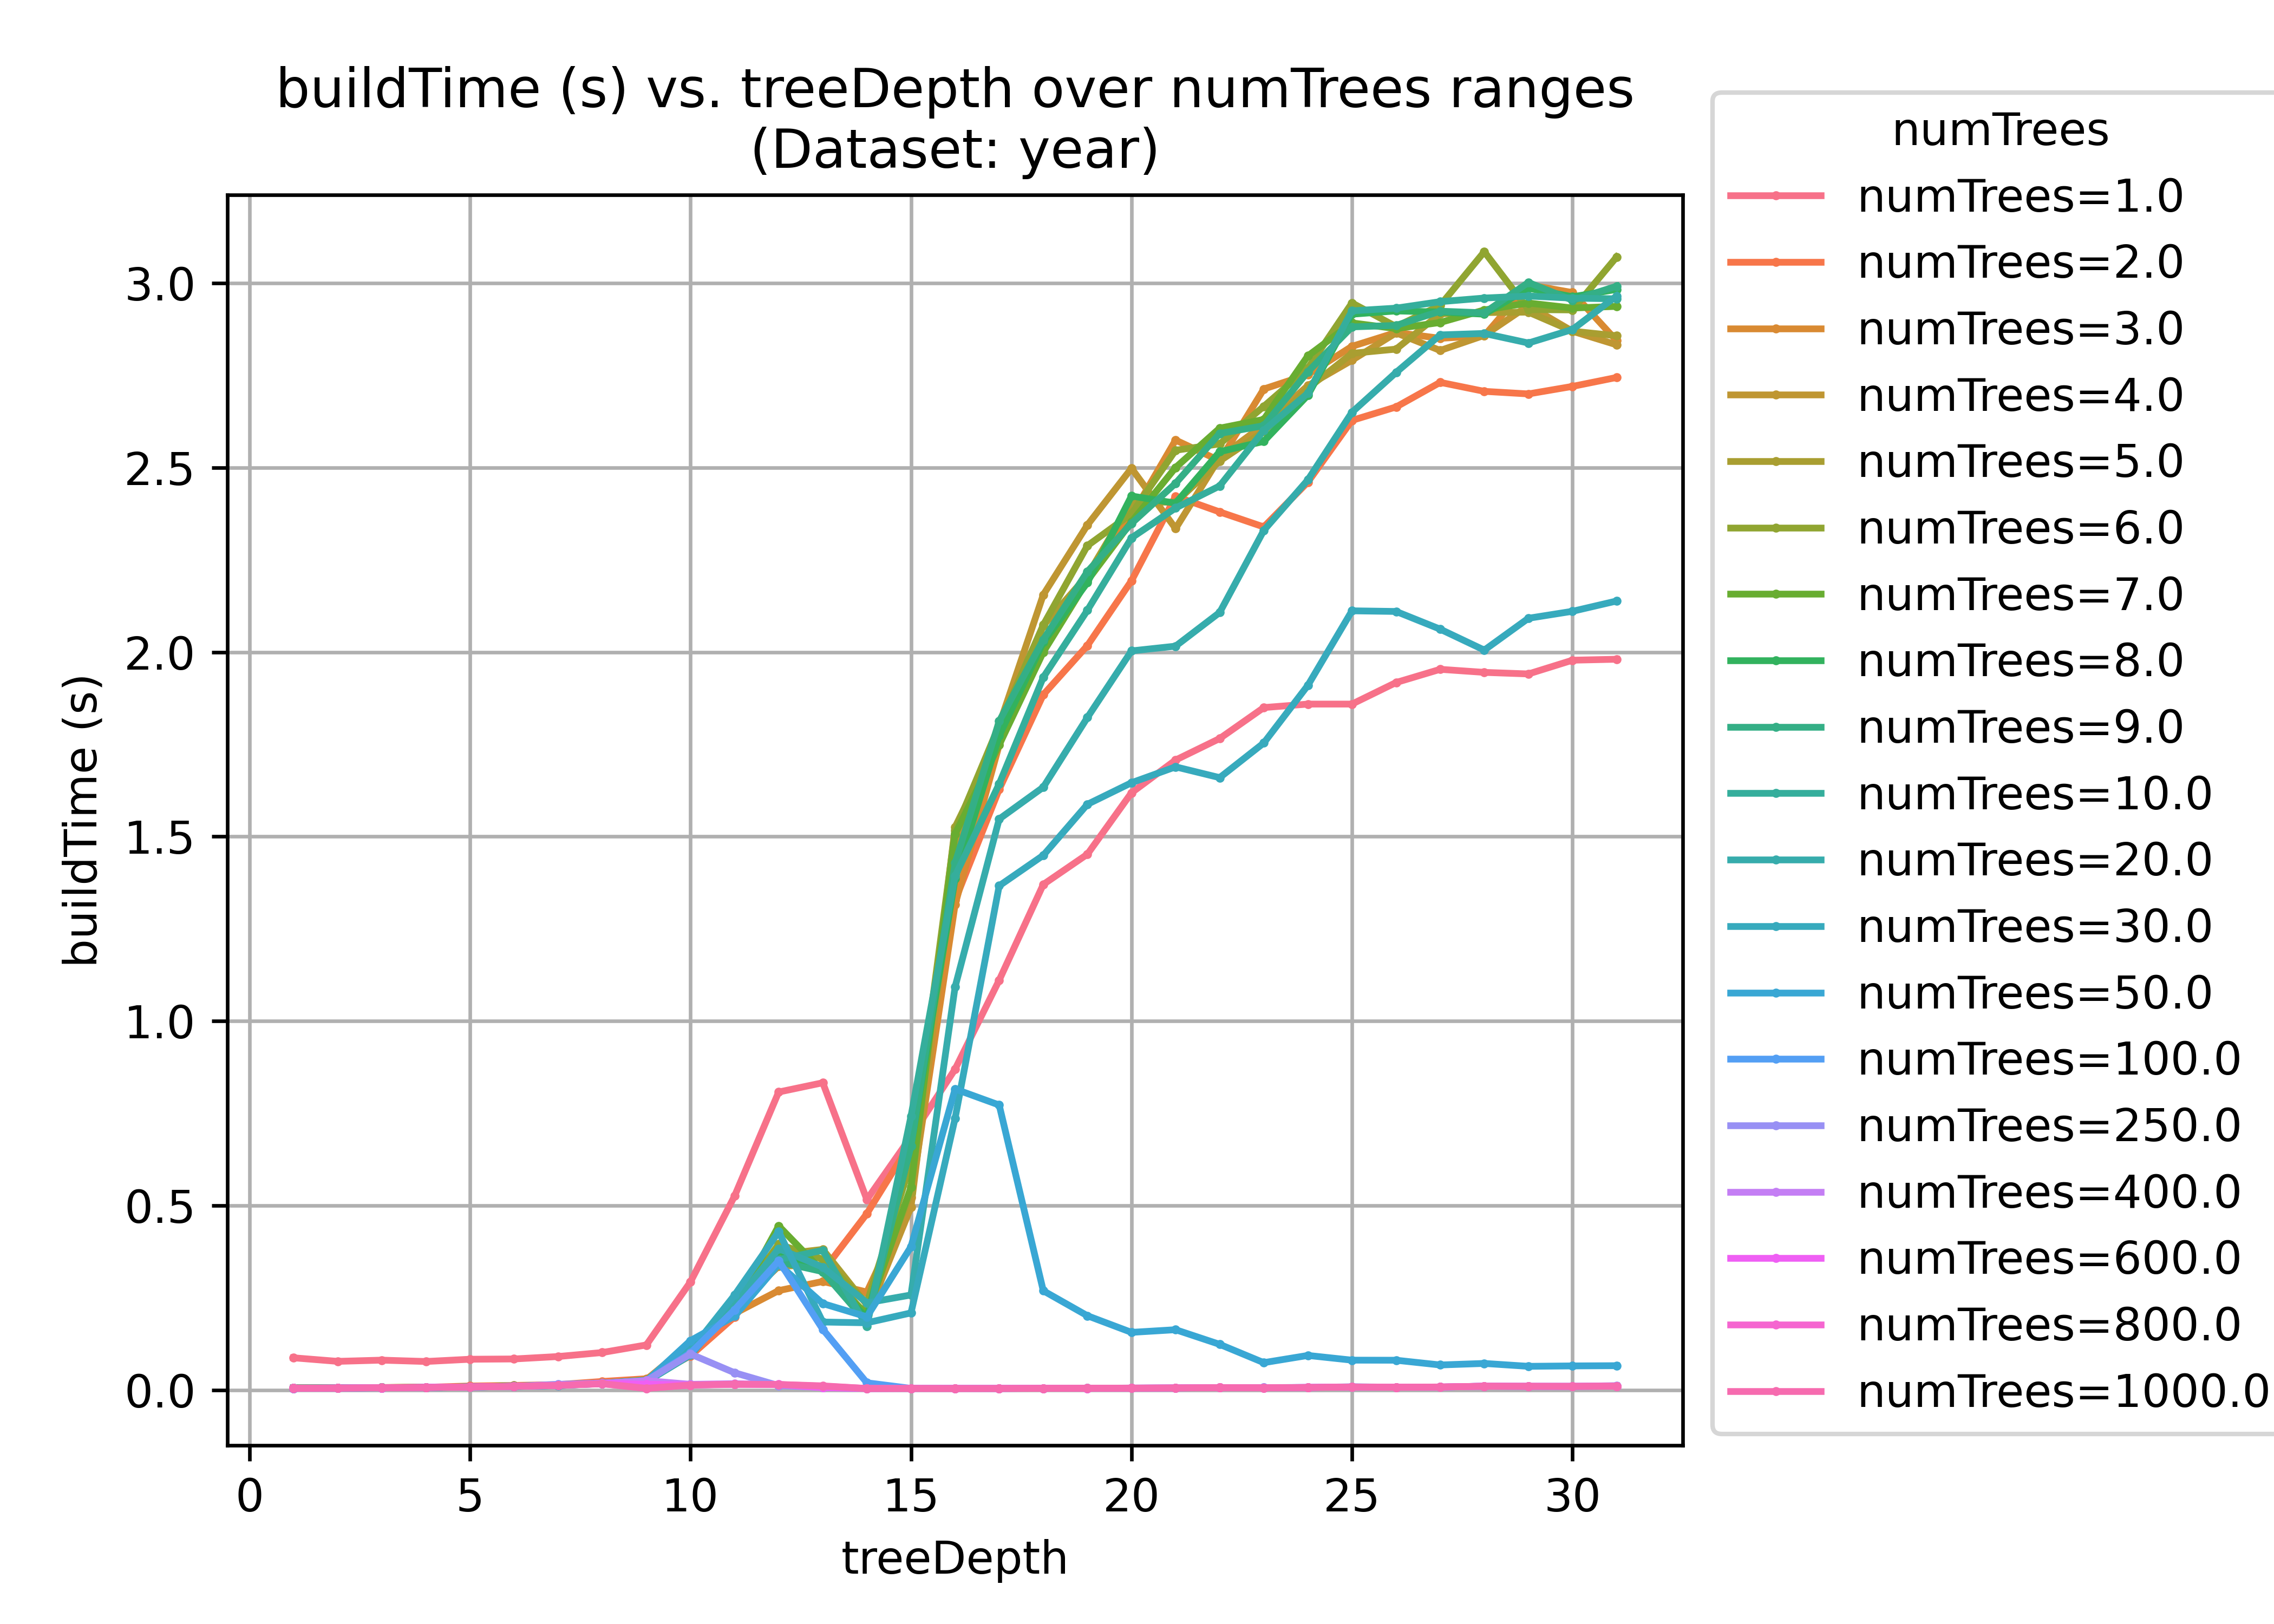 buildTime (s) vs. treeDepth over numTrees ranges
(Dataset: year)
buildTime (s)
3.0
2.5
2.0
1.5
1.0
0.5
0.0
0
5
10
15
20
25
30
treeDepth
numTrees
numTrees=1.0
numTrees=2.0
numTrees=3.0
numTrees=4.0
numTrees=5.0
numTrees=6.0
numTrees=7.0
numTrees=8.0
numTrees=9.0
numTrees=10.0
numTrees=20.0
numTrees=30.0
numTrees=50.0
numTrees=100.0
numTrees=250.0
numTrees=400.0
numTrees=600.0
numTrees=800.0
numTrees=1000.0